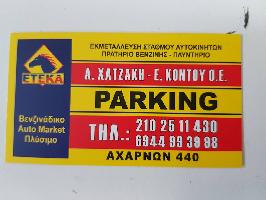 ΕΚΜΕΤΑΛΛΕΥΣΗ ΣΤΑΘΜΟΥ ΑΥΤΟΚΙΝΗΤΩΝ
ΠΡΑΤΗΡΙΟ ΒΕΝΖΙΝΗΣ - ΠΛΥΝΤΗΡΙΟ
ΕΤΕΚΑ
Α. ΧΑΤΖΑΚΗ - Ε. ΚΟΝΤΟΥ Ο.Ε.
PARKING
Βενζινάδικο
Auto Market
Πλύσιμο
ΤΗΛ.: 210 25 11 430
6944 99 39 98
ΑΧΑΡΝΩΝ 440